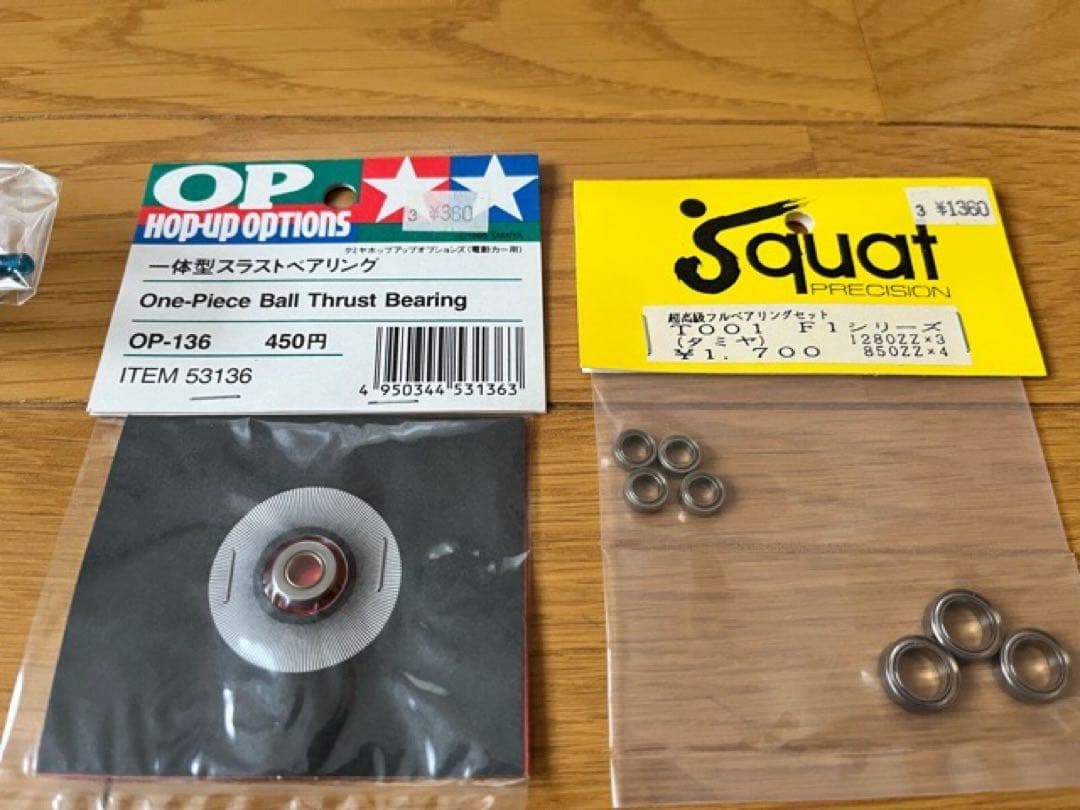 OP
HOP-UP OPTIONS
3 ¥360
タミヤホップアップオプションズ(電動カー用)
一体型スラストベアリング
One-Piece Ball Thrust Bearing
OP-136 450円
ITEM 53136
4 950344 531363
Squat
PRECISION
3 ¥1360
超高級フルベアリングセット
T001 F1シリーズ
(タミヤ) 1280ZZ×3
¥1.700 850ZZ×4